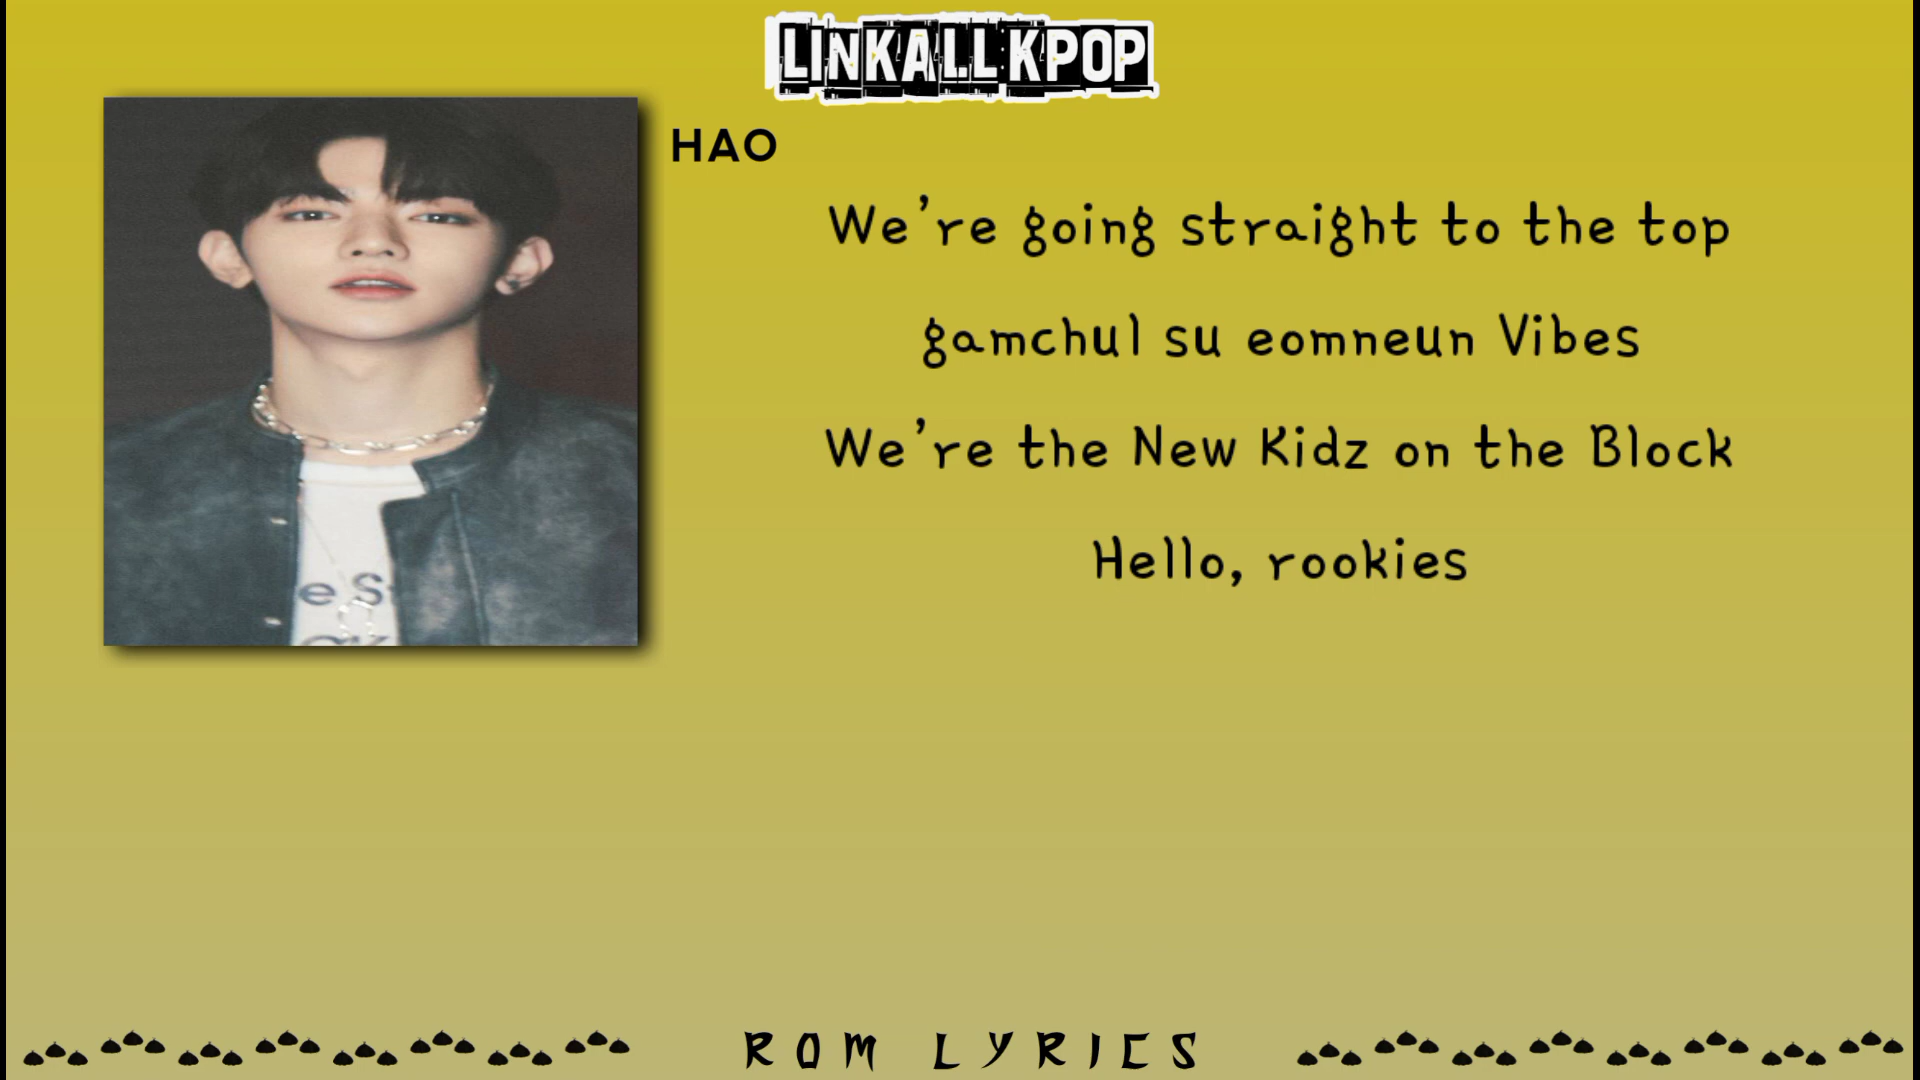 LINKALLKPOP
HAO
We're going straight to the top
gamchul su eomneun Vibes
We're the New Kidz on the Block
Hello, rookies
e S
ROM LYRICS